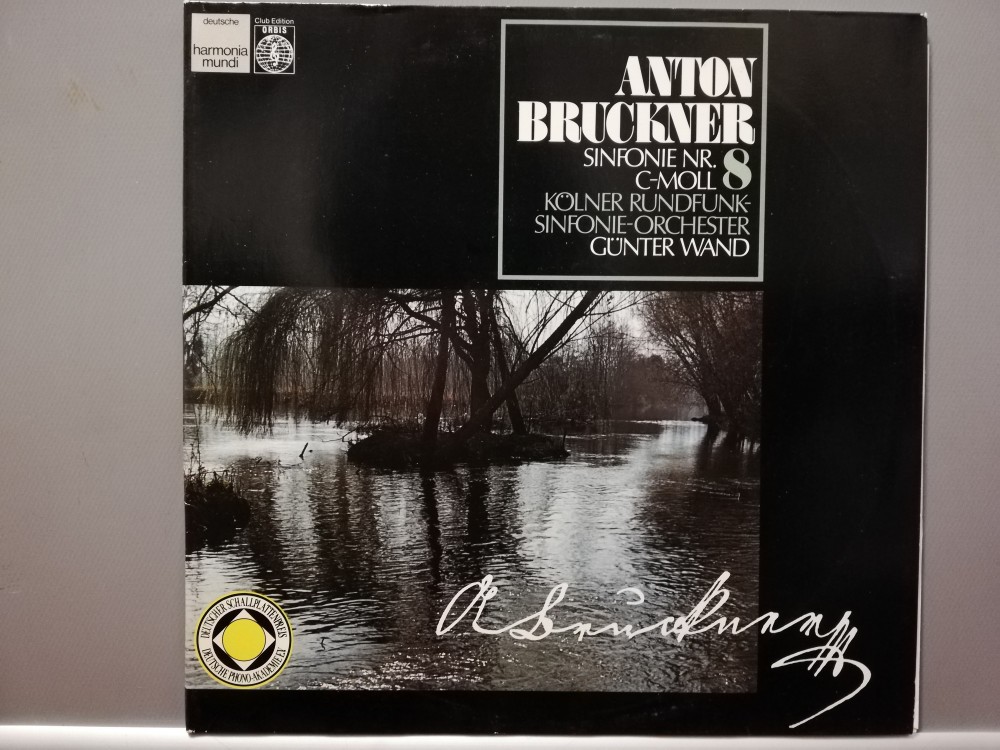 deutsche
harmonia
mundi
Club Edition
ORBIS
ANTON
BRUCKNER
SINFONIE NR. 8
C-MOLL
KÖLNER RUNDFUNK-
SINFONIE-ORCHESTER
GÜNTER WAND
A Bruckner
DEUTSCHER SCHALLPLATTENPREIS
DEUTSCHE PHONO-AKADEMIE E.V.